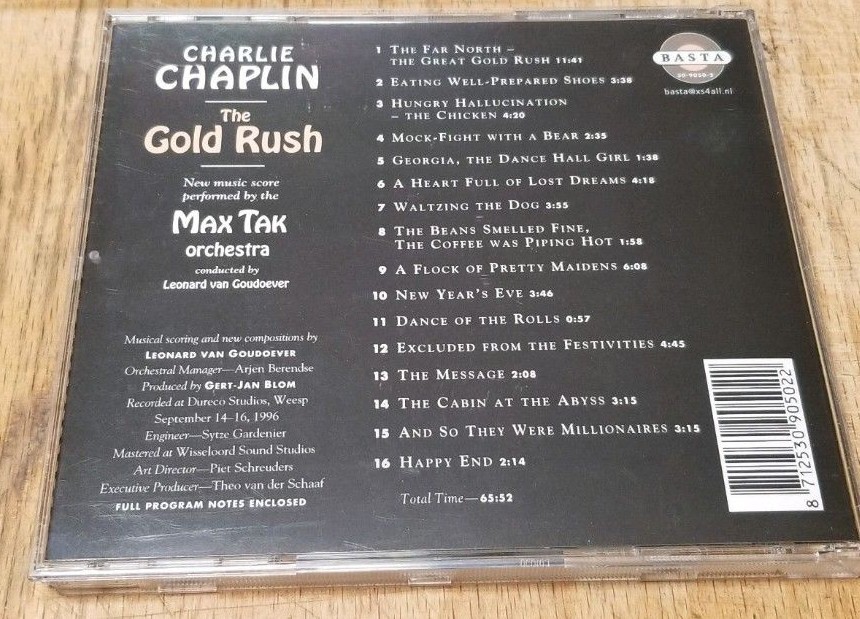 CHARLIE
CHAPLIN
The
Gold Rush
New music score
performed by the
MAX TAK
orchestra
conducted by
Leonard van Goudoever
Musical scoring and new compositions by
LEONARD VAN GOUDOEVER
Orchestral Manager—Arjen Berendse
Produced by GERT-JAN BLOM
Recorded at Dureco Studios, Weesp
September 14–16, 1996
Engineer—Sytze Gardenier
Mastered at Wisseloord Sound Studios
Art Director—Piet Schreuders
Executive Producer—Theo van der Schaaf
FULL PROGRAM NOTES ENCLOSED
1 THE FAR NORTH –
THE GREAT GOLD RUSH 11:41
2 EATING WELL-PREPARED SHOES 3:38
3 HUNGRY HALLUCINATION
– THE CHICKEN 4:20
4 MOCK-FIGHT WITH A BEAR 2:35
5 GEORGIA, THE DANCE HALL GIRL 1:38
6 A HEART FULL OF LOST DREAMS 4:18
7 WALTZING THE DOG 3:55
8 THE BEANS SMELLED FINE,
THE COFFEE WAS PIPING HOT 1:58
9 A FLOCK OF PRETTY MAIDENS 6:08
10 NEW YEAR'S EVE 3:46
11 DANCE OF THE ROLLS 0:57
12 EXCLUDED FROM THE FESTIVITIES 4:45
13 THE MESSAGE 2:08
14 THE CABIN AT THE ABYSS 3:15
15 AND SO THEY WERE MILLIONAIRES 3:15
16 HAPPY END 2:14
Total Time—65:52
BASTA
30-9050-2
basta@xs4all.nl
8 712530 905022